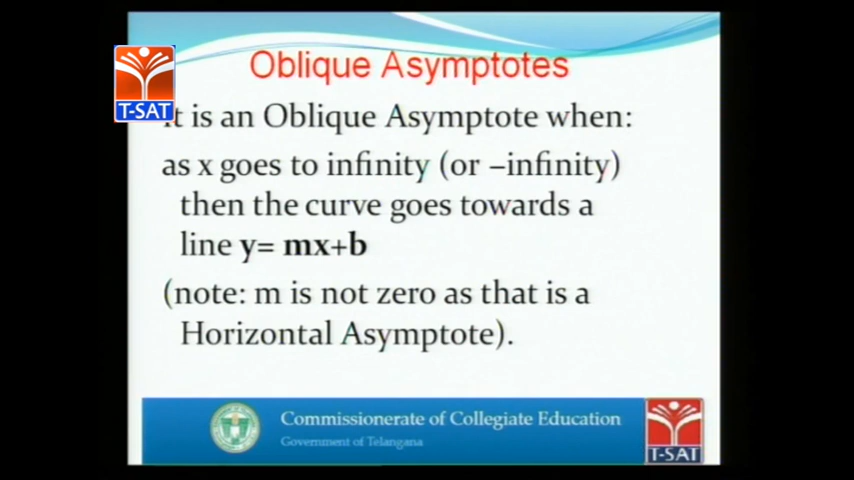 Oblique Asymptotes
T-SAT
It is an Oblique Asymptote when:
as x goes to infinity (or –infinity)
then the curve goes towards a
line y= mx+b
(note: m is not zero as that is a
Horizontal Asymptote).
Commissionerate of Collegiate Education
Government of Telangana
T-SAT